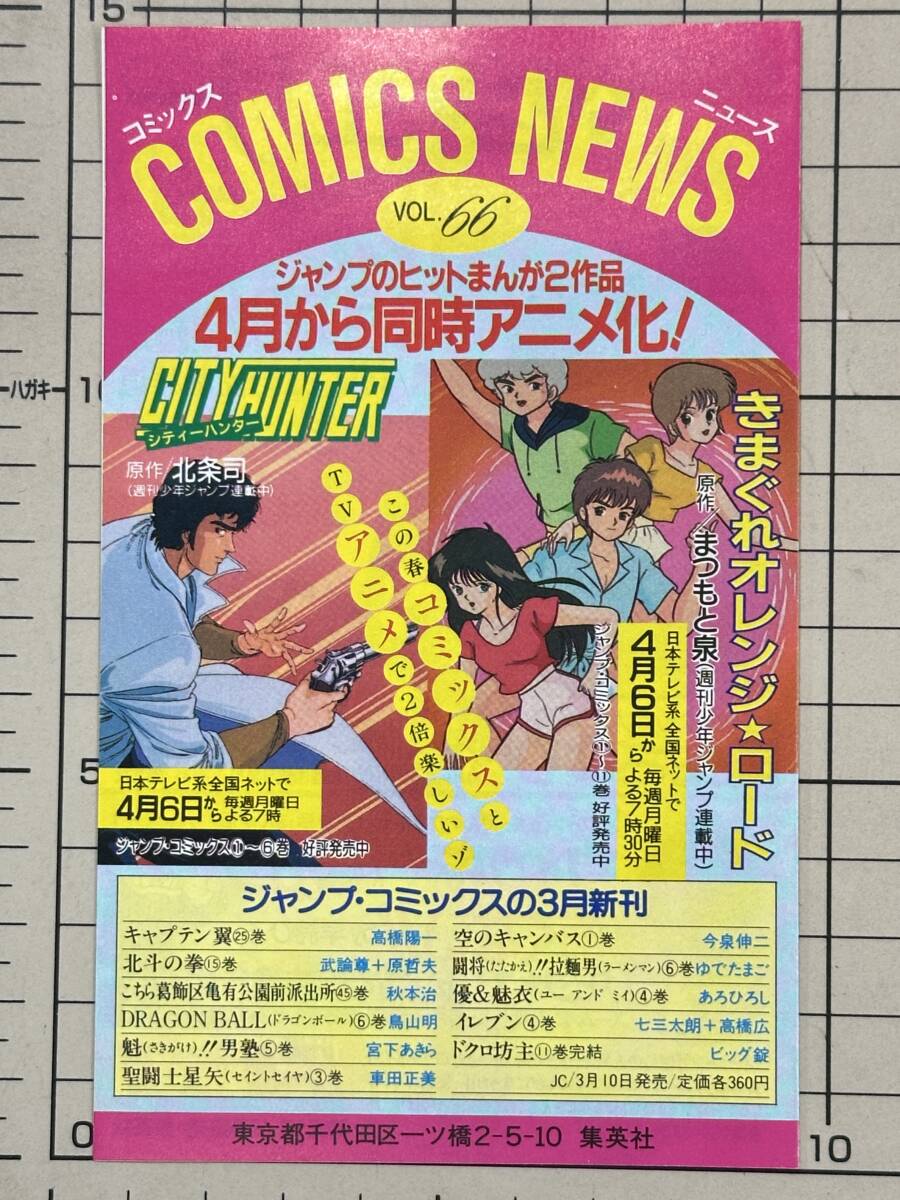 コミックス
ニュース
COMICS NEWS
VOL.66
ジャンプのヒットまんが2作品
4月から同時アニメ化!
CITY HUNTER
シティーハンター
原作/北条司
(週刊少年ジャンプ連載中)
この春コミックスと
TVアニメで2倍楽しいゾ
きまぐれオレンジ★ロード
原作/まつもと泉(週刊少年ジャンプ連載中)
日本テレビ系全国ネットで
4月6日から毎週月曜日よる7時30分
ジャンプ・コミックス①〜⑪巻 好評発売中
日本テレビ系全国ネットで
4月6日から毎週月曜日よる7時
ジャンプ・コミックス①〜⑥巻 好評発売中
ジャンプ・コミックスの3月新刊
キャプテン翼㉕巻 高橋陽一
北斗の拳⑮巻 武論尊+原哲夫
こちら葛飾区亀有公園前派出所㊺巻 秋本治
DRAGON BALL(ドラゴンボール)⑥巻 鳥山明
魁(さきがけ)!!男塾⑤巻 宮下あきら
聖闘士星矢(セイントセイヤ)③巻 車田正美
空のキャンバス①巻 今泉伸二
闘将(たたかえ)!!拉麵男(ラーメンマン)⑥巻 ゆでたまご
優&魅衣(ユー アンド ミイ)④巻 あろひろし
イレブン④巻 七三太朗+高橋広
ドクロ坊主⑪巻完結 ビッグ錠
JC/3月10日発売/定価各360円
東京都千代田区一ツ橋2-5-10 集英社
15
ハガキ
10
5
0
10